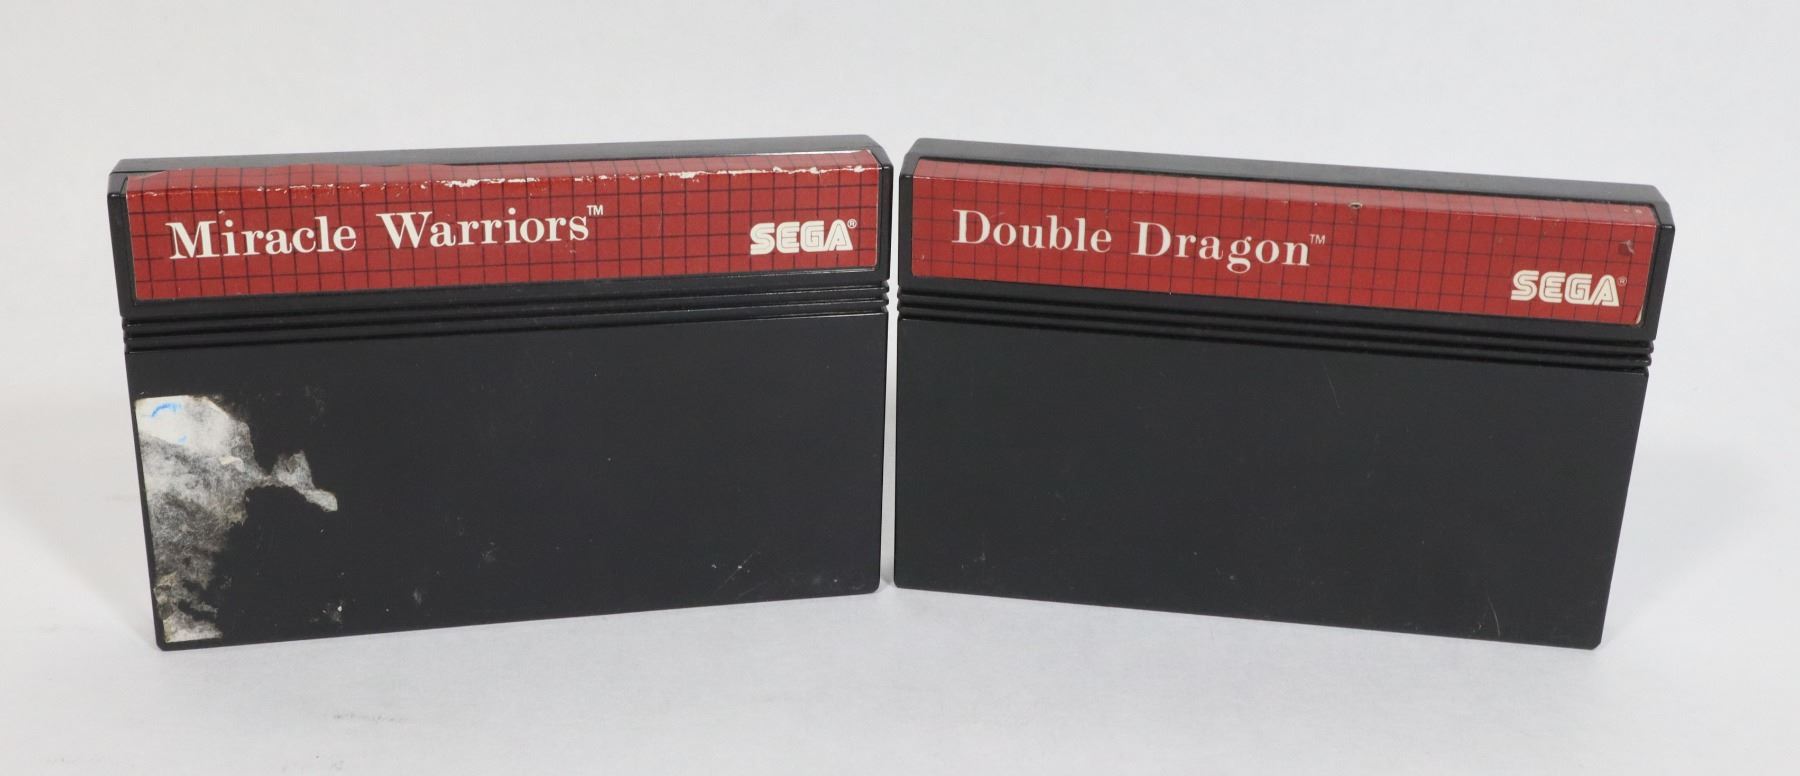 Miracle Warriors™
SEGA®
Double Dragon™
SEGA®